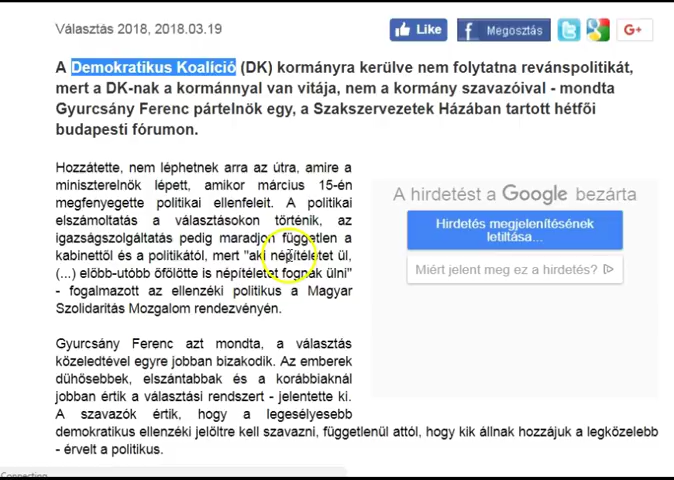 Választás 2018, 2018.03.19
Like
Megosztás
G+
A Demokratikus Koalíció (DK) kormányra kerülve nem folytatna revánspolitikát,
mert a DK-nak a kormánnyal van vitája, nem a kormány szavazóival - mondta
Gyurcsány Ferenc pártelnök egy, a Szakszervezetek Házában tartott hétfői
budapesti fórumon.
Hozzátette, nem léphetnek arra az útra, amire a
miniszterelnök lépett, amikor március 15-én
megfenyegette politikai ellenfeleit. A politikai
elszámoltatás a választásokon történik, az
igazságszolgáltatás pedig maradjon független a
kabinettől és a politikától, mert "aki népítéletet ül,
(...) előbb-utóbb őfölötte is népítéletet fognak ülni"
- fogalmazott az ellenzéki politikus a Magyar
Szolidaritás Mozgalom rendezvényén.
A hirdetést a Google bezárta
Hirdetés megjelenítésének
letiltása...
Miért jelent meg ez a hirdetés?
Gyurcsány Ferenc azt mondta, a választás
közeledtével egyre jobban bizakodik. Az emberek
dühösebbek, elszántabbak és a korábbiaknál
jobban értik a választási rendszert - jelentette ki.
A szavazók értik, hogy a legesélyesebb
demokratikus ellenzéki jelöltre kell szavazni, függetlenül attól, hogy kik állnak hozzájuk a legközelebb
- érvelt a politikus.
Connecting